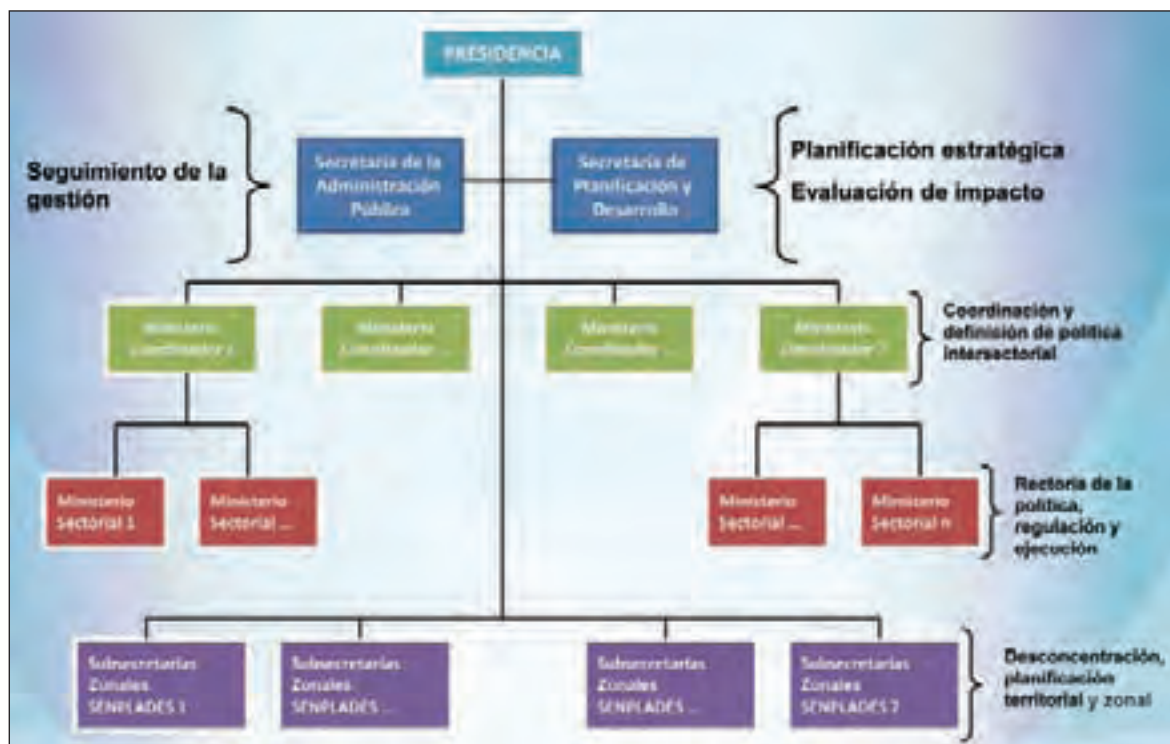 PRESIDENCIA
Seguimiento de la
gestión
Secretaría de la
Administración
Pública
Secretaría de
Planificación y
Desarrollo
Planificación estratégica
Evaluación de impacto
Ministerio
Coordinador 1
Ministerio
Coordinador ...
Ministerio
Coordinador ...
Ministerio
Coordinador 7
Coordinación y
definición de política
intersectorial
Ministerio
Sectorial 1
Ministerio
Sectorial ...
Ministerio
Sectorial ...
Ministerio
Sectorial n
Rectoría de la
política,
regulación y
ejecución
Subsecretarías
Zonales
SENPLADES 1
Subsecretarías
Zonales
SENPLADES ...
Subsecretarías
Zonales
SENPLADES ...
Subsecretarías
Zonales
SENPLADES 7
Desconcentración,
planificación
territorial y zonal